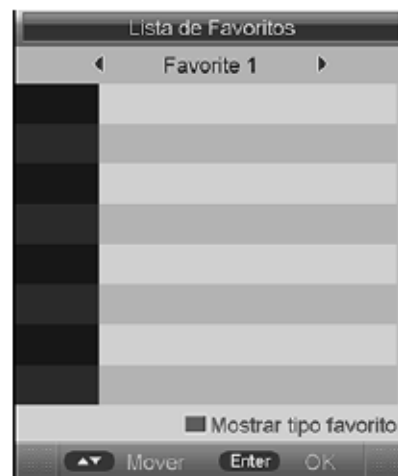 Lista de Favoritos
Favorite 1
Mostrar tipo favorito
Mover Enter OK